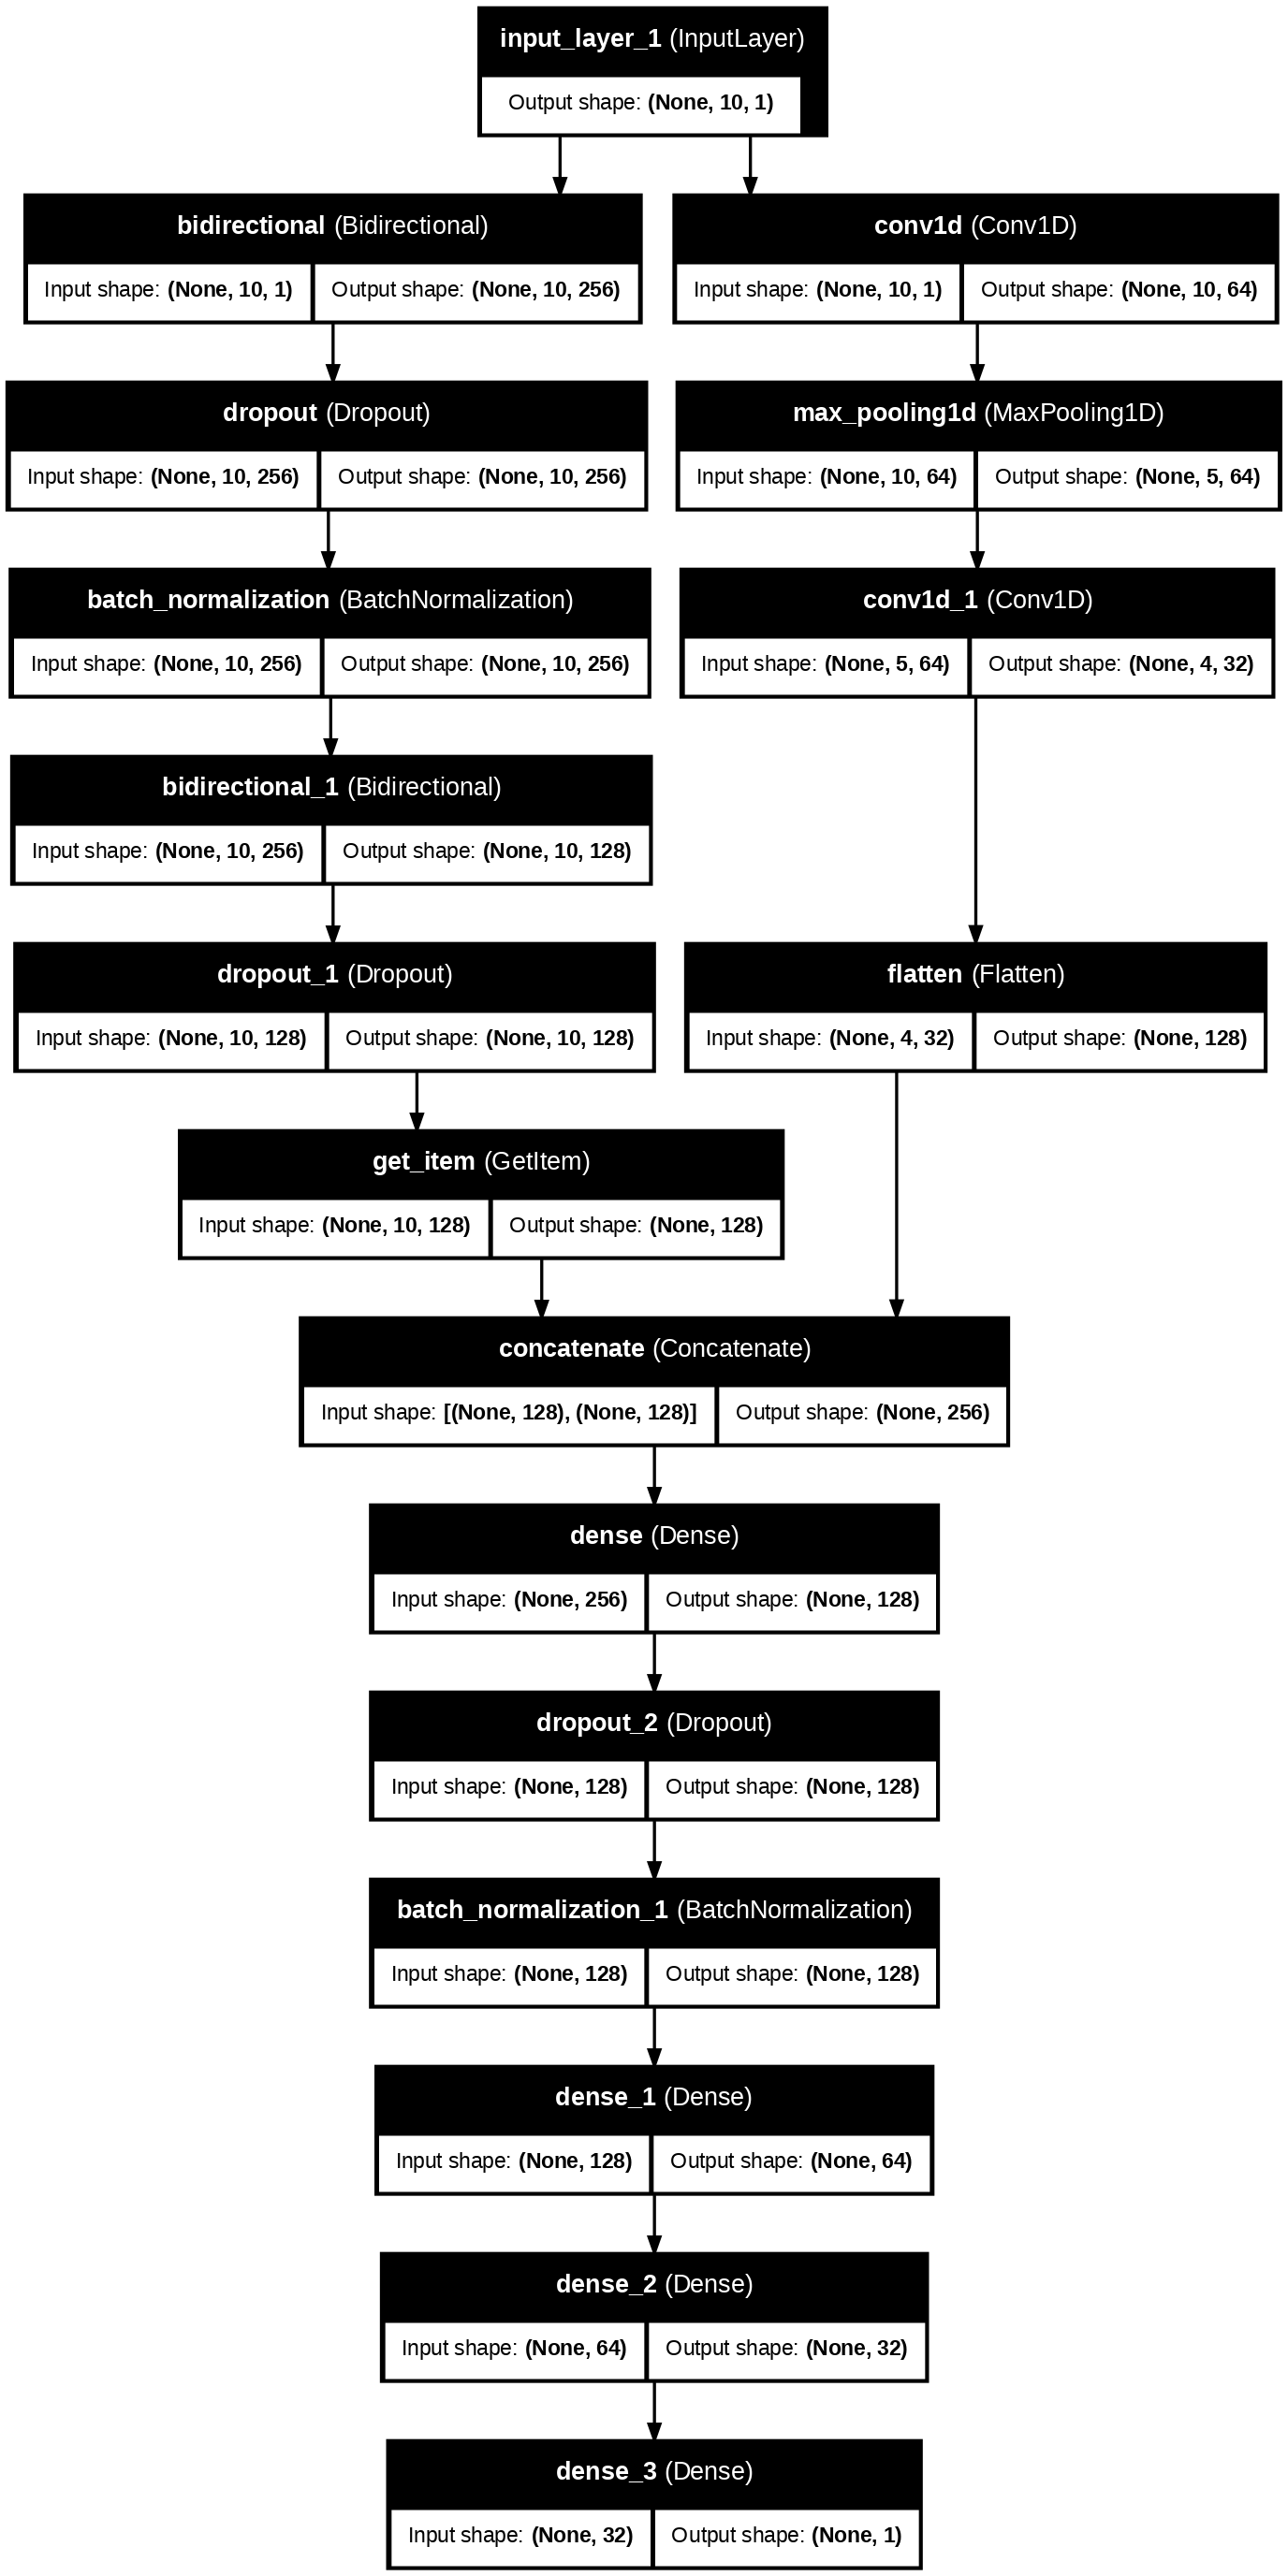 input_layer_1 (InputLayer)
Output shape: (None, 10, 1)
bidirectional (Bidirectional)
Input shape: (None, 10, 1) Output shape: (None, 10, 256)
conv1d (Conv1D)
Input shape: (None, 10, 1) Output shape: (None, 10, 64)
dropout (Dropout)
Input shape: (None, 10, 256) Output shape: (None, 10, 256)
max_pooling1d (MaxPooling1D)
Input shape: (None, 10, 64) Output shape: (None, 5, 64)
batch_normalization (BatchNormalization)
Input shape: (None, 10, 256) Output shape: (None, 10, 256)
conv1d_1 (Conv1D)
Input shape: (None, 5, 64) Output shape: (None, 4, 32)
bidirectional_1 (Bidirectional)
Input shape: (None, 10, 256) Output shape: (None, 10, 128)
dropout_1 (Dropout)
Input shape: (None, 10, 128) Output shape: (None, 10, 128)
flatten (Flatten)
Input shape: (None, 4, 32) Output shape: (None, 128)
get_item (GetItem)
Input shape: (None, 10, 128) Output shape: (None, 128)
concatenate (Concatenate)
Input shape: [(None, 128), (None, 128)] Output shape: (None, 256)
dense (Dense)
Input shape: (None, 256) Output shape: (None, 128)
dropout_2 (Dropout)
Input shape: (None, 128) Output shape: (None, 128)
batch_normalization_1 (BatchNormalization)
Input shape: (None, 128) Output shape: (None, 128)
dense_1 (Dense)
Input shape: (None, 128) Output shape: (None, 64)
dense_2 (Dense)
Input shape: (None, 64) Output shape: (None, 32)
dense_3 (Dense)
Input shape: (None, 32) Output shape: (None, 1)